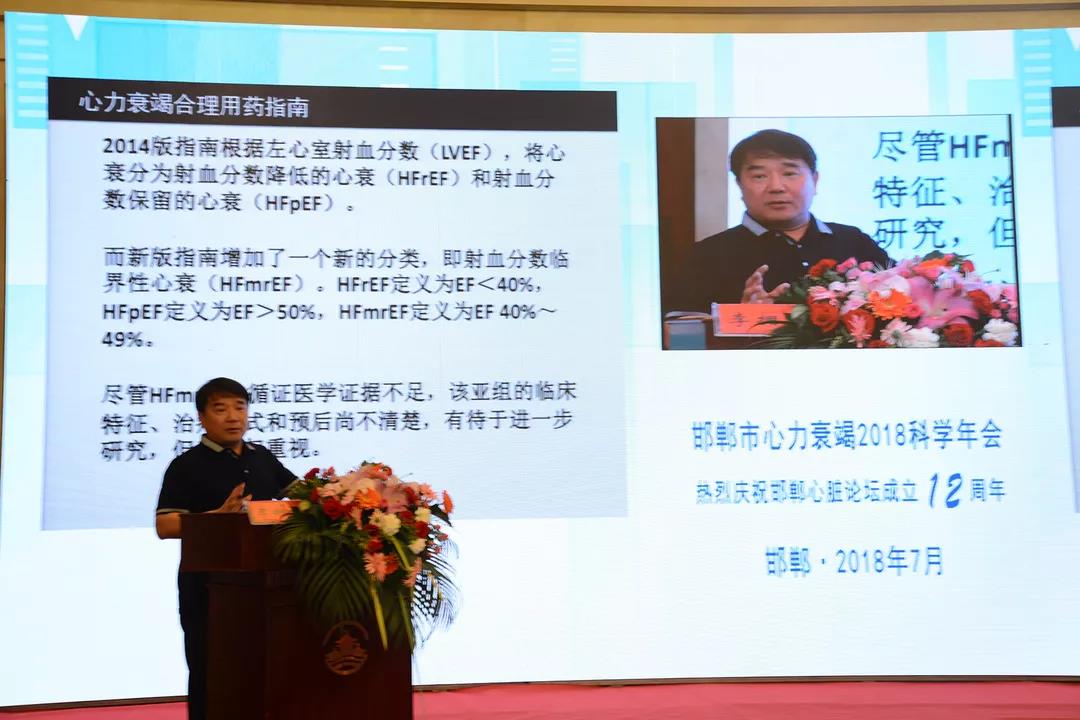 心力衰竭合理用药指南
2014版指南根据左心室射血分数（LVEF），将心
衰分为射血分数降低的心衰（HFrEF）和射血分
数保留的心衰（HFpEF）。
而新版指南增加了一个新的分类，即射血分数临
界性心衰（HFmrEF）。HFrEF定义为EF＜40%，
HFpEF定义为EF＞50%，HFmrEF定义为EF 40%～
49%。
尽管HFm 循证医学证据不足，该亚组的临床
特征、治 式和预后尚不清楚，有待于进一步
研究，但 重视。
尽管HFm
特征、治
研究，但
李
邯郸市心力衰竭2018科学年会
热烈庆祝邯郸心脏论坛成立12周年
邯郸·2018年7月